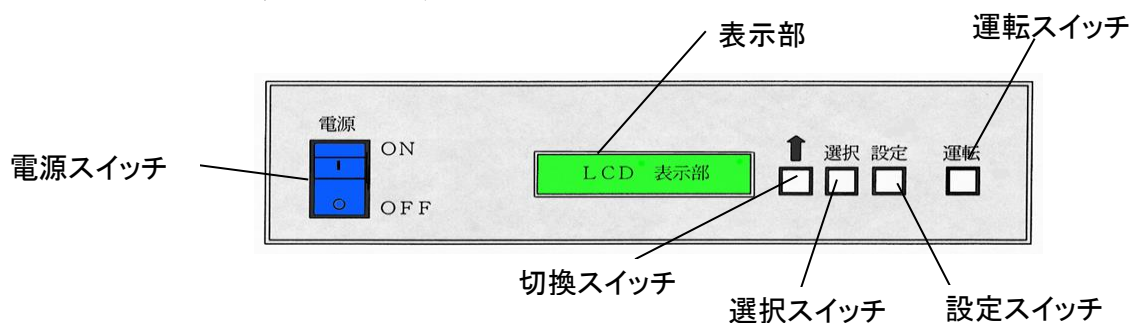 表示部
運転スイッチ
電源スイッチ
電源
ON
OFF
LCD 表示部
選択 設定
運転
切換スイッチ
選択スイッチ
設定スイッチ